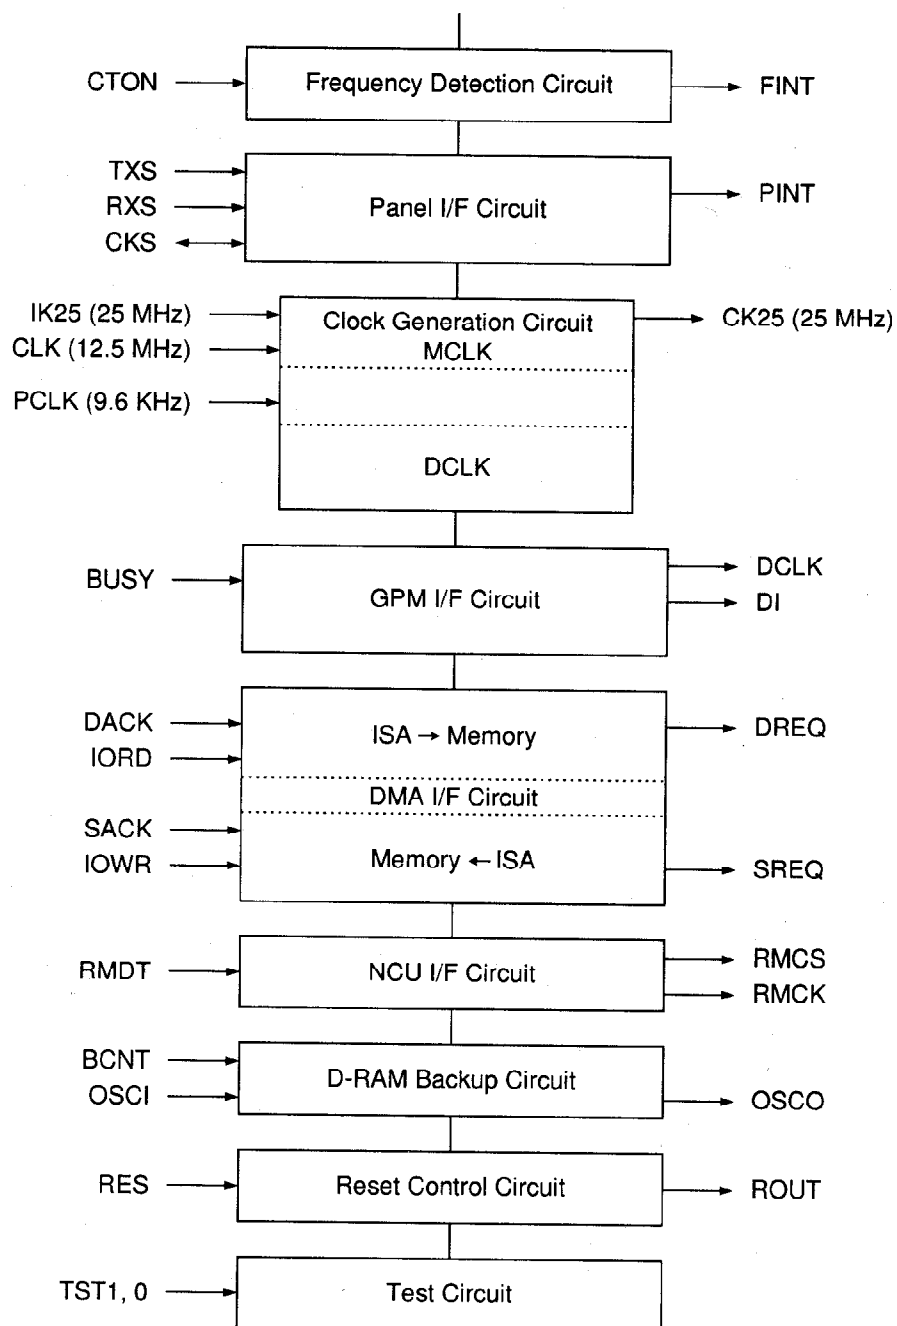 CTON
Frequency Detection Circuit
FINT
TXS
RXS
CKS
Panel I/F Circuit
PINT
IK25 (25 MHz)
CLK (12.5 MHz)
PCLK (9.6 KHz)
Clock Generation Circuit
MCLK
DCLK
CK25 (25 MHz)
BUSY
GPM I/F Circuit
DCLK
DI
DACK
IORD
SACK
IOWR
ISA → Memory
DMA I/F Circuit
Memory ← ISA
DREQ
SREQ
RMDT
NCU I/F Circuit
RMCS
RMCK
BCNT
OSCI
D-RAM Backup Circuit
OSCO
RES
Reset Control Circuit
ROUT
TST1, 0
Test Circuit